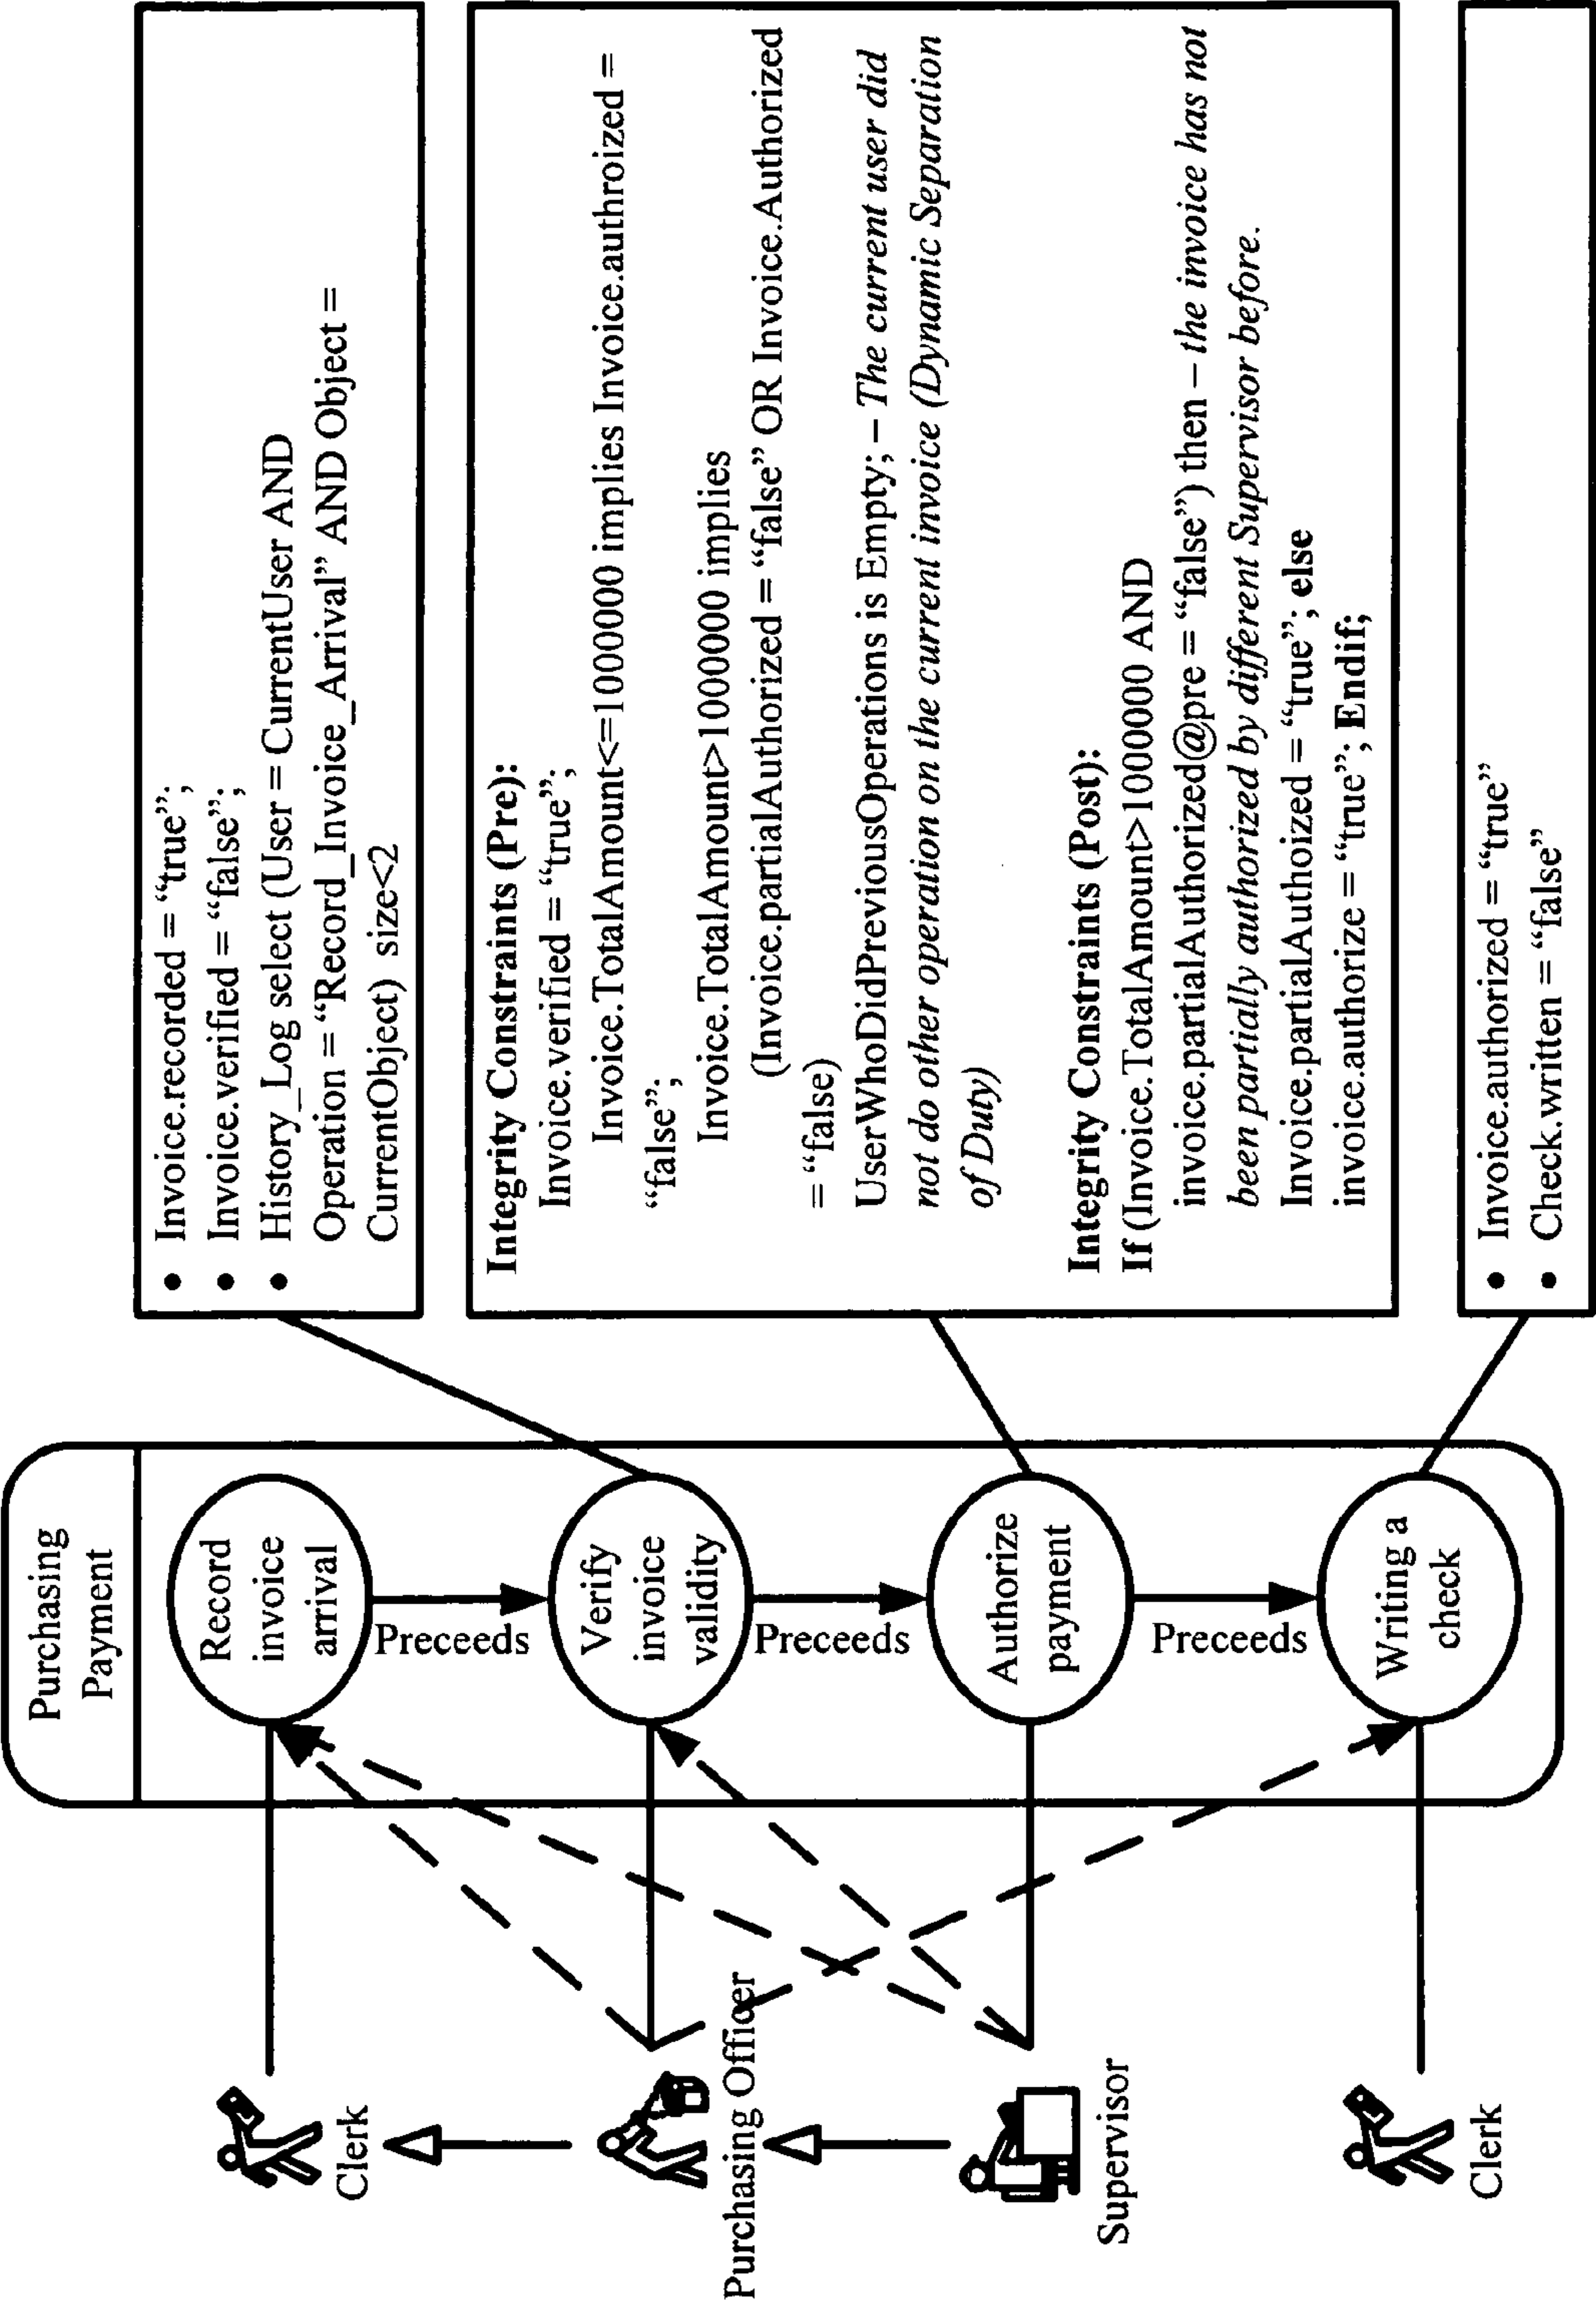 Purchasing
Payment
Record
invoice
arrival
Preceeds
Verify
invoice
validity
Preceeds
Authorize
payment
Preceeds
Writing a
check
Clerk
Purchasing Officer
Supervisor
Clerk
• Invoice.recorded = “true”;
• Invoice.verified = “false”;
• History_Log select (User = CurrentUser AND
Operation = “Record_Invoice_Arrival” AND Object =
CurrentObject) size<2
Integrity Constraints (Pre):
Invoice.verified = “true”;
Invoice.TotalAmount<=1000000 implies Invoice.authroized =
“false”;
Invoice.TotalAmount>1000000 implies
(Invoice.partialAuthorized = “false” OR Invoice.Authorized
= “false)
UserWhoDidPreviousOperations is Empty; – The current user did
not do other operation on the current invoice (Dynamic Separation
of Duty)
Integrity Constraints (Post):
If (Invoice.TotalAmount>1000000 AND
invoice.partialAuthorized@pre = “false”) then – the invoice has not
been partially authorized by different Supervisor before.
Invoice.partialAuthoized = “true”; else
invoice.authorize = “true”; Endif;
• Invoice.authorized = “true”
• Check.written = “false”